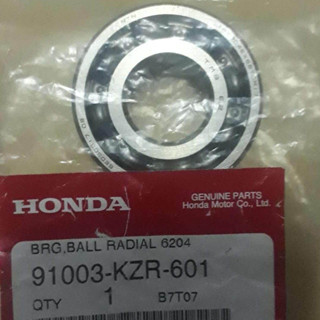 HONDA
GENUINE PARTS
Honda Motor Co., Ltd.
BRG,BALL RADIAL 6204
91003-KZR-601
QTY 1 B7T07